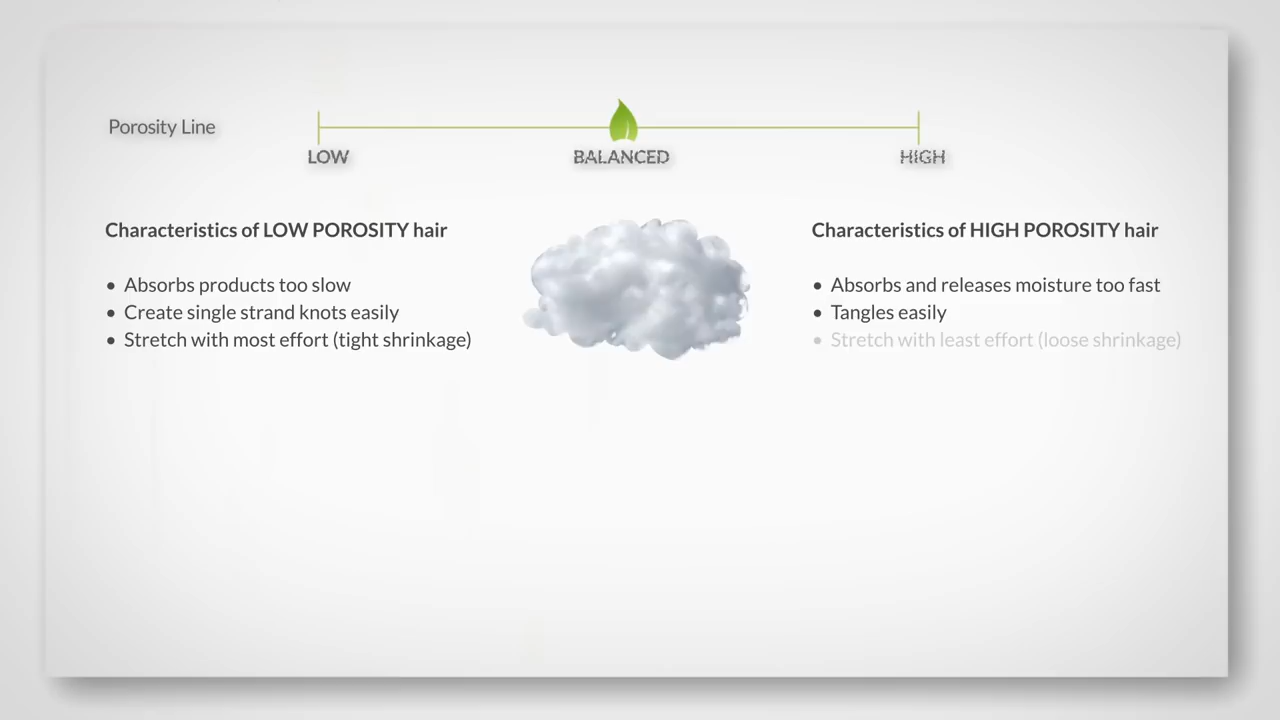 Porosity Line
LOW
BALANCED
HIGH
Characteristics of LOW POROSITY hair
• Absorbs products too slow
• Create single strand knots easily
• Stretch with most effort (tight shrinkage)
Characteristics of HIGH POROSITY hair
• Absorbs and releases moisture too fast
• Tangles easily
• Stretch with least effort (loose shrinkage)